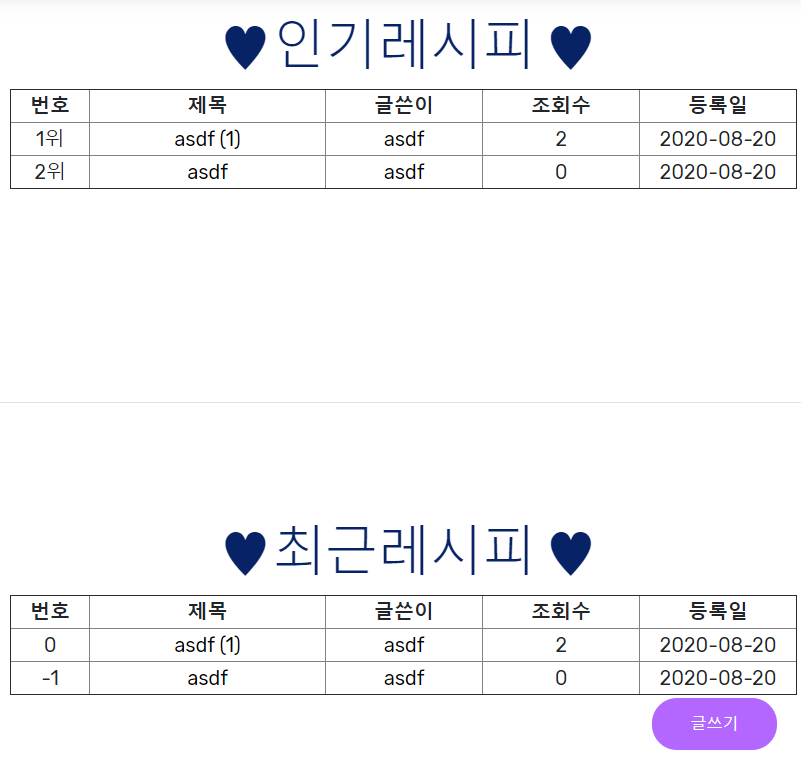 ♥인기레시피 ♥
번호 제목 글쓴이 조회수 등록일
1위 asdf (1) asdf 2 2020-08-20
2위 asdf asdf 0 2020-08-20
♥최근레시피 ♥
번호 제목 글쓴이 조회수 등록일
0 asdf (1) asdf 2 2020-08-20
-1 asdf asdf 0 2020-08-20
글쓰기